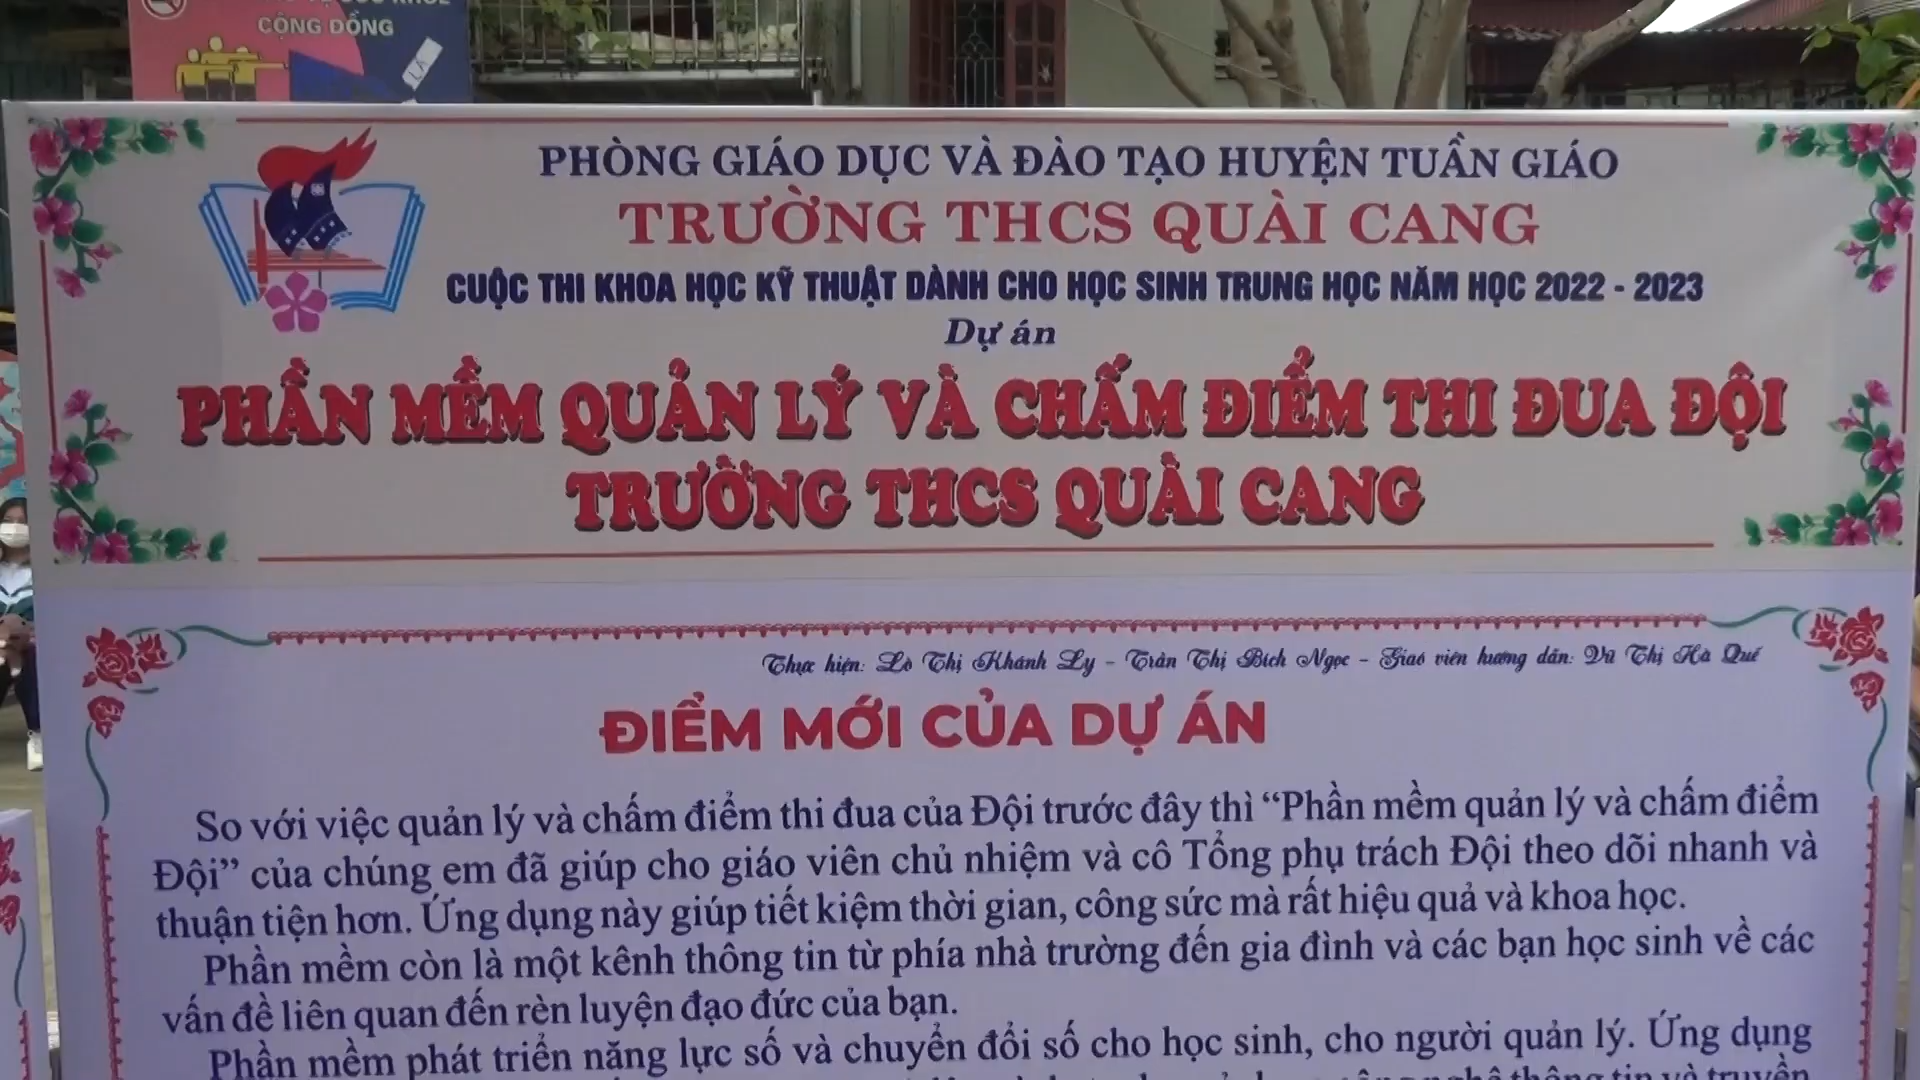 CỘNG ĐỒNG
PHÒNG GIÁO DỤC VÀ ĐÀO TẠO HUYỆN TUẦN GIÁO
TRƯỜNG THCS QUÀI CANG
CUỘC THI KHOA HỌC KỸ THUẬT DÀNH CHO HỌC SINH TRUNG HỌC NĂM HỌC 2022 - 2023
Dự án
PHẦN MỀM QUẢN LÝ VÀ CHẤM ĐIỂM THI ĐUA ĐỘI
TRƯỜNG THCS QUÀI CANG
Thực hiện: Lò Thị Khánh Ly - Trần Thị Bích Ngọc - Giáo viên hướng dẫn: Vũ Thị Hà Quế
ĐIỂM MỚI CỦA DỰ ÁN
So với việc quản lý và chấm điểm thi đua của Đội trước đây thì “Phần mềm quản lý và chấm điểm
Đội” của chúng em đã giúp cho giáo viên chủ nhiệm và cô Tổng phụ trách Đội theo dõi nhanh và
thuận tiện hơn. Ứng dụng này giúp tiết kiệm thời gian, công sức mà rất hiệu quả và khoa học.
Phần mềm còn là một kênh thông tin từ phía nhà trường đến gia đình và các bạn học sinh về các
vấn đề liên quan đến rèn luyện đạo đức của bạn.
Phần mềm phát triển năng lực số và chuyển đổi số cho học sinh, cho người quản lý. Ứng dụng
nghệ thông tin và truyền